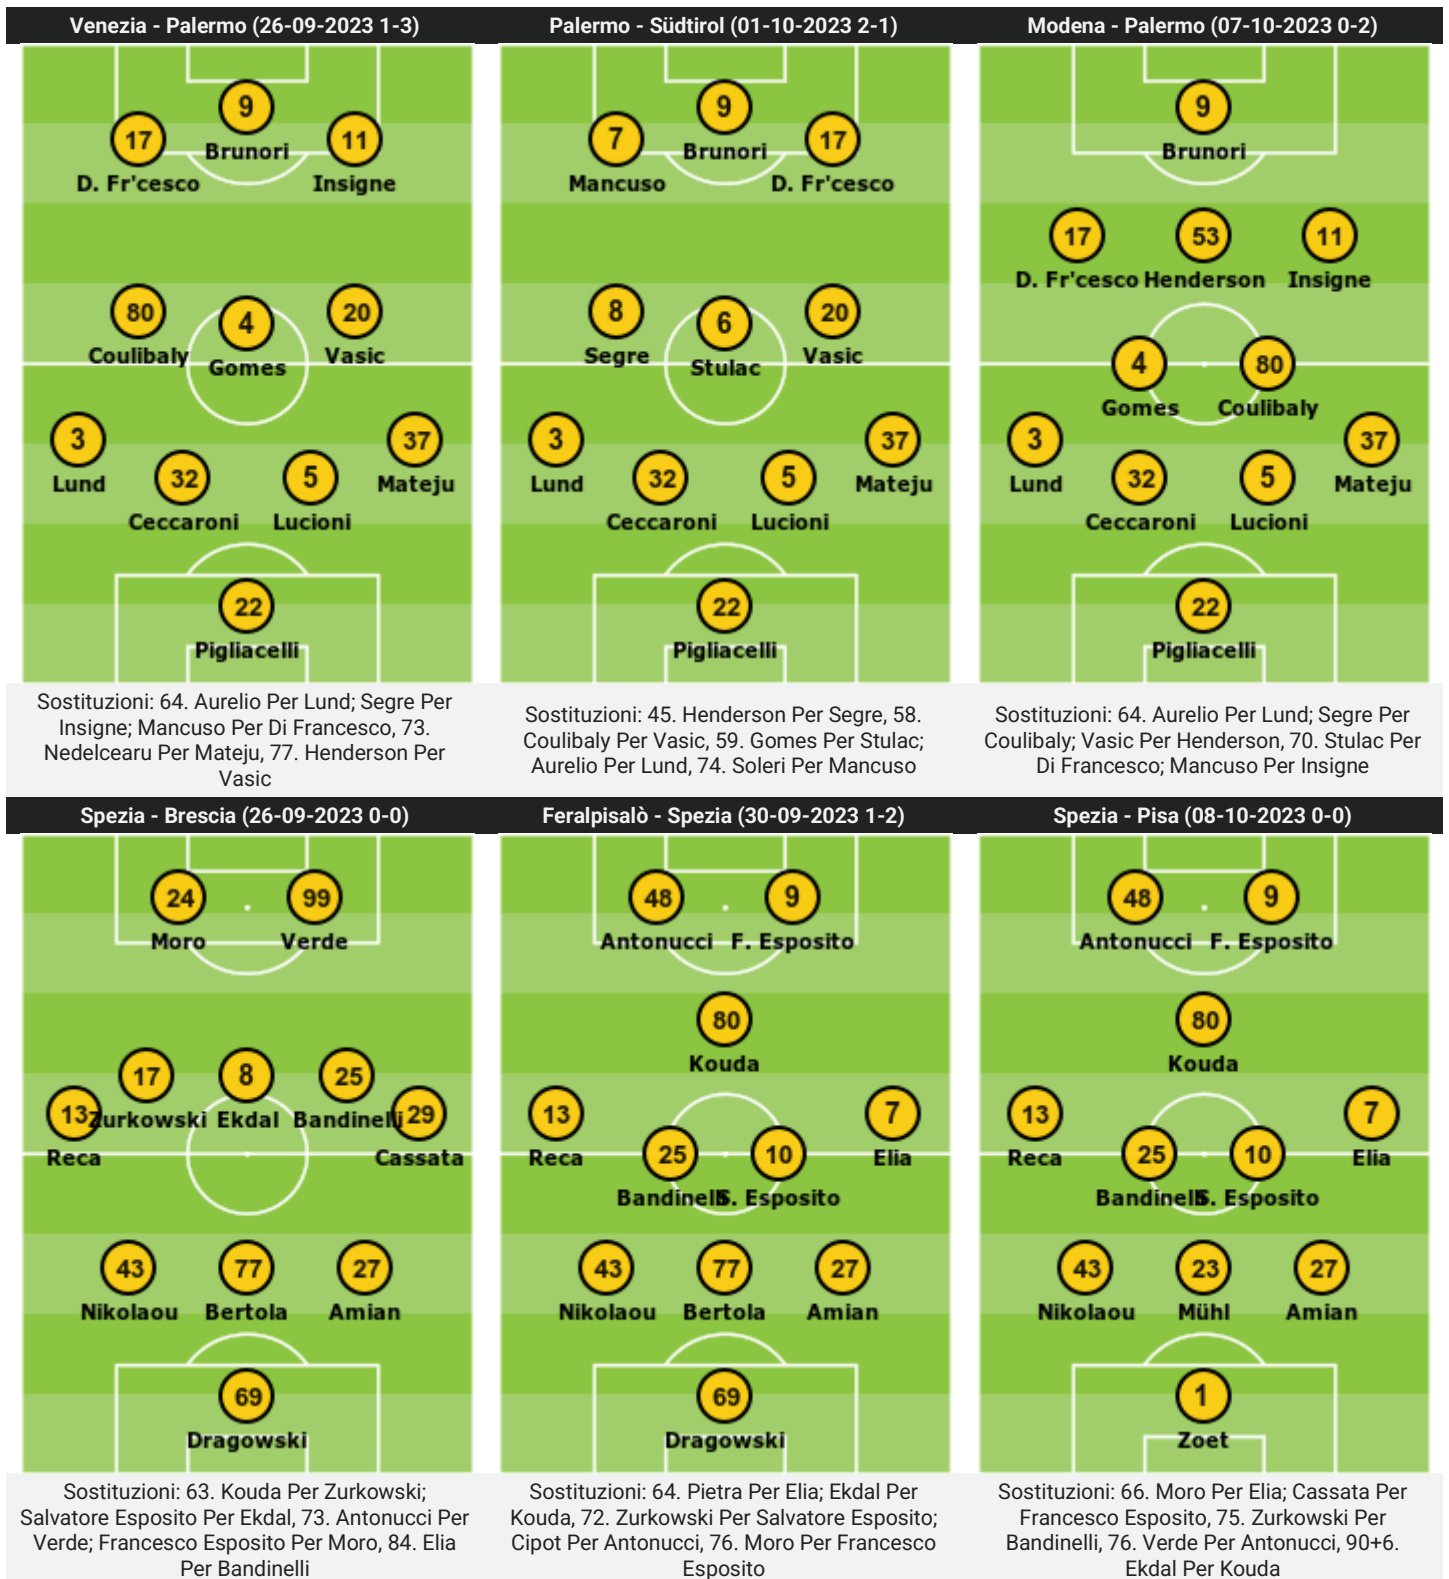 Venezia - Palermo (26-09-2023 1-3)
9
Brunori
17
D. Fr'cesco
11
Insigne
80
Coulibaly
4
Gomes
20
Vasic
3
Lund
32
Ceccaroni
5
Lucioni
37
Mateju
22
Pigliacelli
Sostituzioni: 64. Aurelio Per Lund; Segre Per
Insigne; Mancuso Per Di Francesco, 73.
Nedelcearu Per Mateju, 77. Henderson Per
Vasic
Palermo - Südtirol (01-10-2023 2-1)
9
Brunori
7
Mancuso
17
D. Fr'cesco
8
Segre
6
Stulac
20
Vasic
3
Lund
32
Ceccaroni
5
Lucioni
37
Mateju
22
Pigliacelli
Sostituzioni: 45. Henderson Per Segre, 58.
Coulibaly Per Vasic, 59. Gomes Per Stulac;
Aurelio Per Lund, 74. Soleri Per Mancuso
Modena - Palermo (07-10-2023 0-2)
9
Brunori
17
D. Fr'cesco
53
Henderson
11
Insigne
4
Gomes
80
Coulibaly
3
Lund
32
Ceccaroni
5
Lucioni
37
Mateju
22
Pigliacelli
Sostituzioni: 64. Aurelio Per Lund; Segre Per
Coulibaly; Vasic Per Henderson, 70. Stulac Per
Di Francesco; Mancuso Per Insigne
Spezia - Brescia (26-09-2023 0-0)
24
Moro
99
Verde
13
Reca
17
Zurkowski
8
Ekdal
25
Bandinelli
29
Cassata
43
Nikolaou
77
Bertola
27
Amian
69
Dragowski
Sostituzioni: 63. Kouda Per Zurkowski;
Salvatore Esposito Per Ekdal, 73. Antonucci Per
Verde; Francesco Esposito Per Moro, 84. Elia
Per Bandinelli
Feralpisalò - Spezia (30-09-2023 1-2)
48
Antonucci
9
F. Esposito
80
Kouda
13
Reca
25
Bandinelli
10
S. Esposito
7
Elia
43
Nikolaou
77
Bertola
27
Amian
69
Dragowski
Sostituzioni: 64. Pietra Per Elia; Ekdal Per
Kouda, 72. Zurkowski Per Salvatore Esposito;
Cipot Per Antonucci, 76. Moro Per Francesco
Esposito
Spezia - Pisa (08-10-2023 0-0)
48
Antonucci
9
F. Esposito
80
Kouda
13
Reca
25
Bandinelli
10
S. Esposito
7
Elia
43
Nikolaou
23
Mühl
27
Amian
1
Zoet
Sostituzioni: 66. Moro Per Elia; Cassata Per
Francesco Esposito, 75. Zurkowski Per
Bandinelli, 76. Verde Per Antonucci, 90+6.
Ekdal Per Kouda